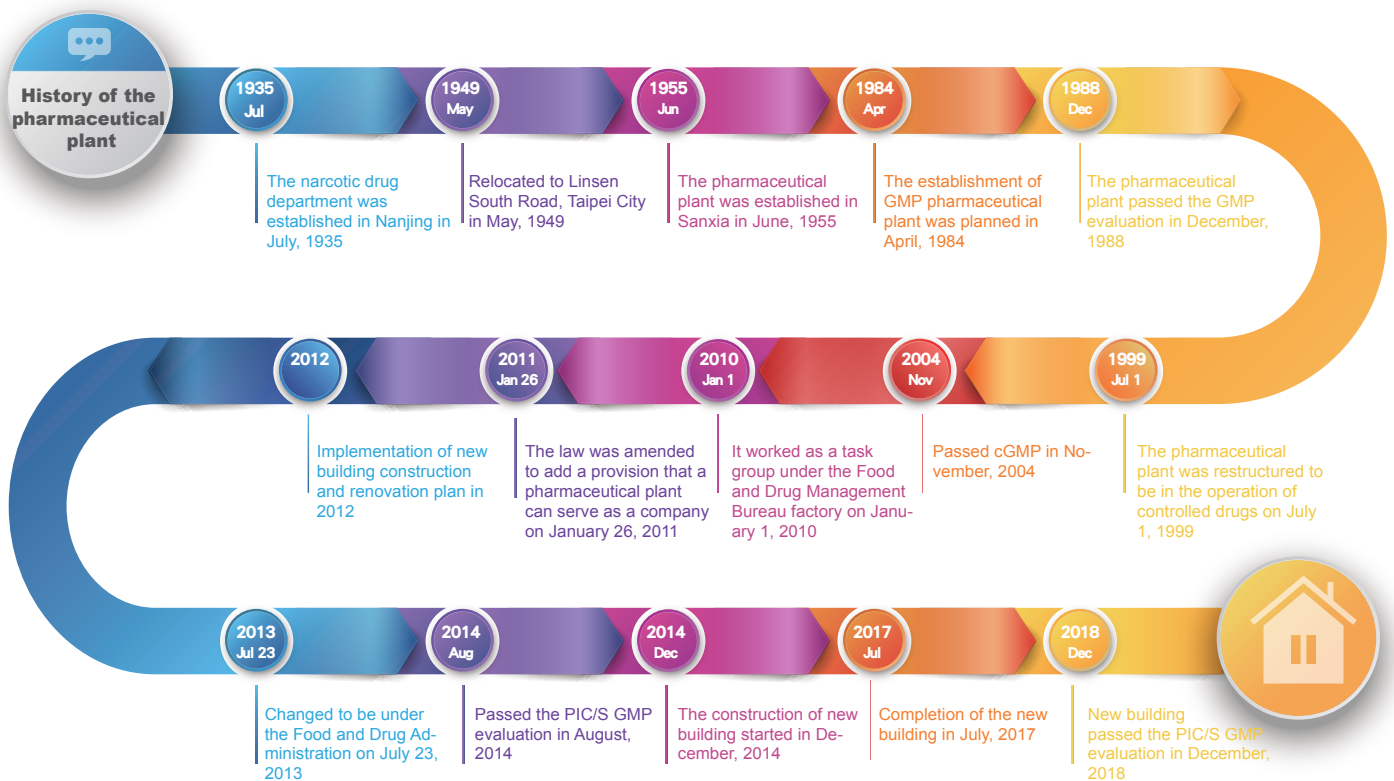 History of the
pharmaceutical
plant
1935
Jul
The narcotic drug
department was
established in Nanjing in
July, 1935
1949
May
Relocated to Linsen
South Road, Taipei City
in May, 1949
1955
Jun
The pharmaceutical
plant was established in
Sanxia in June, 1955
1984
Apr
The establishment of
GMP pharmaceutical
plant was planned in
April, 1984
1988
Dec
The pharmaceutical
plant passed the GMP
evaluation in December,
1988
1999
Jul 1
The pharmaceutical
plant was restructured to
be in the operation of
controlled drugs on July
1, 1999
2004
Nov
Passed cGMP in No-
vember, 2004
2010
Jan 1
It worked as a task
group under the Food
and Drug Management
Bureau factory on Janu-
ary 1, 2010
2011
Jan 26
The law was amended
to add a provision that a
pharmaceutical plant
can serve as a company
on January 26, 2011
2012
Implementation of new
building construction
and renovation plan in
2012
2013
Jul 23
Changed to be under
the Food and Drug Ad-
ministration on July 23,
2013
2014
Aug
Passed the PIC/S GMP
evaluation in August,
2014
2014
Dec
The construction of new
building started in De-
cember, 2014
2017
Jul
Completion of the new
building in July, 2017
2018
Dec
New building
passed the PIC/S GMP
evaluation in December,
2018